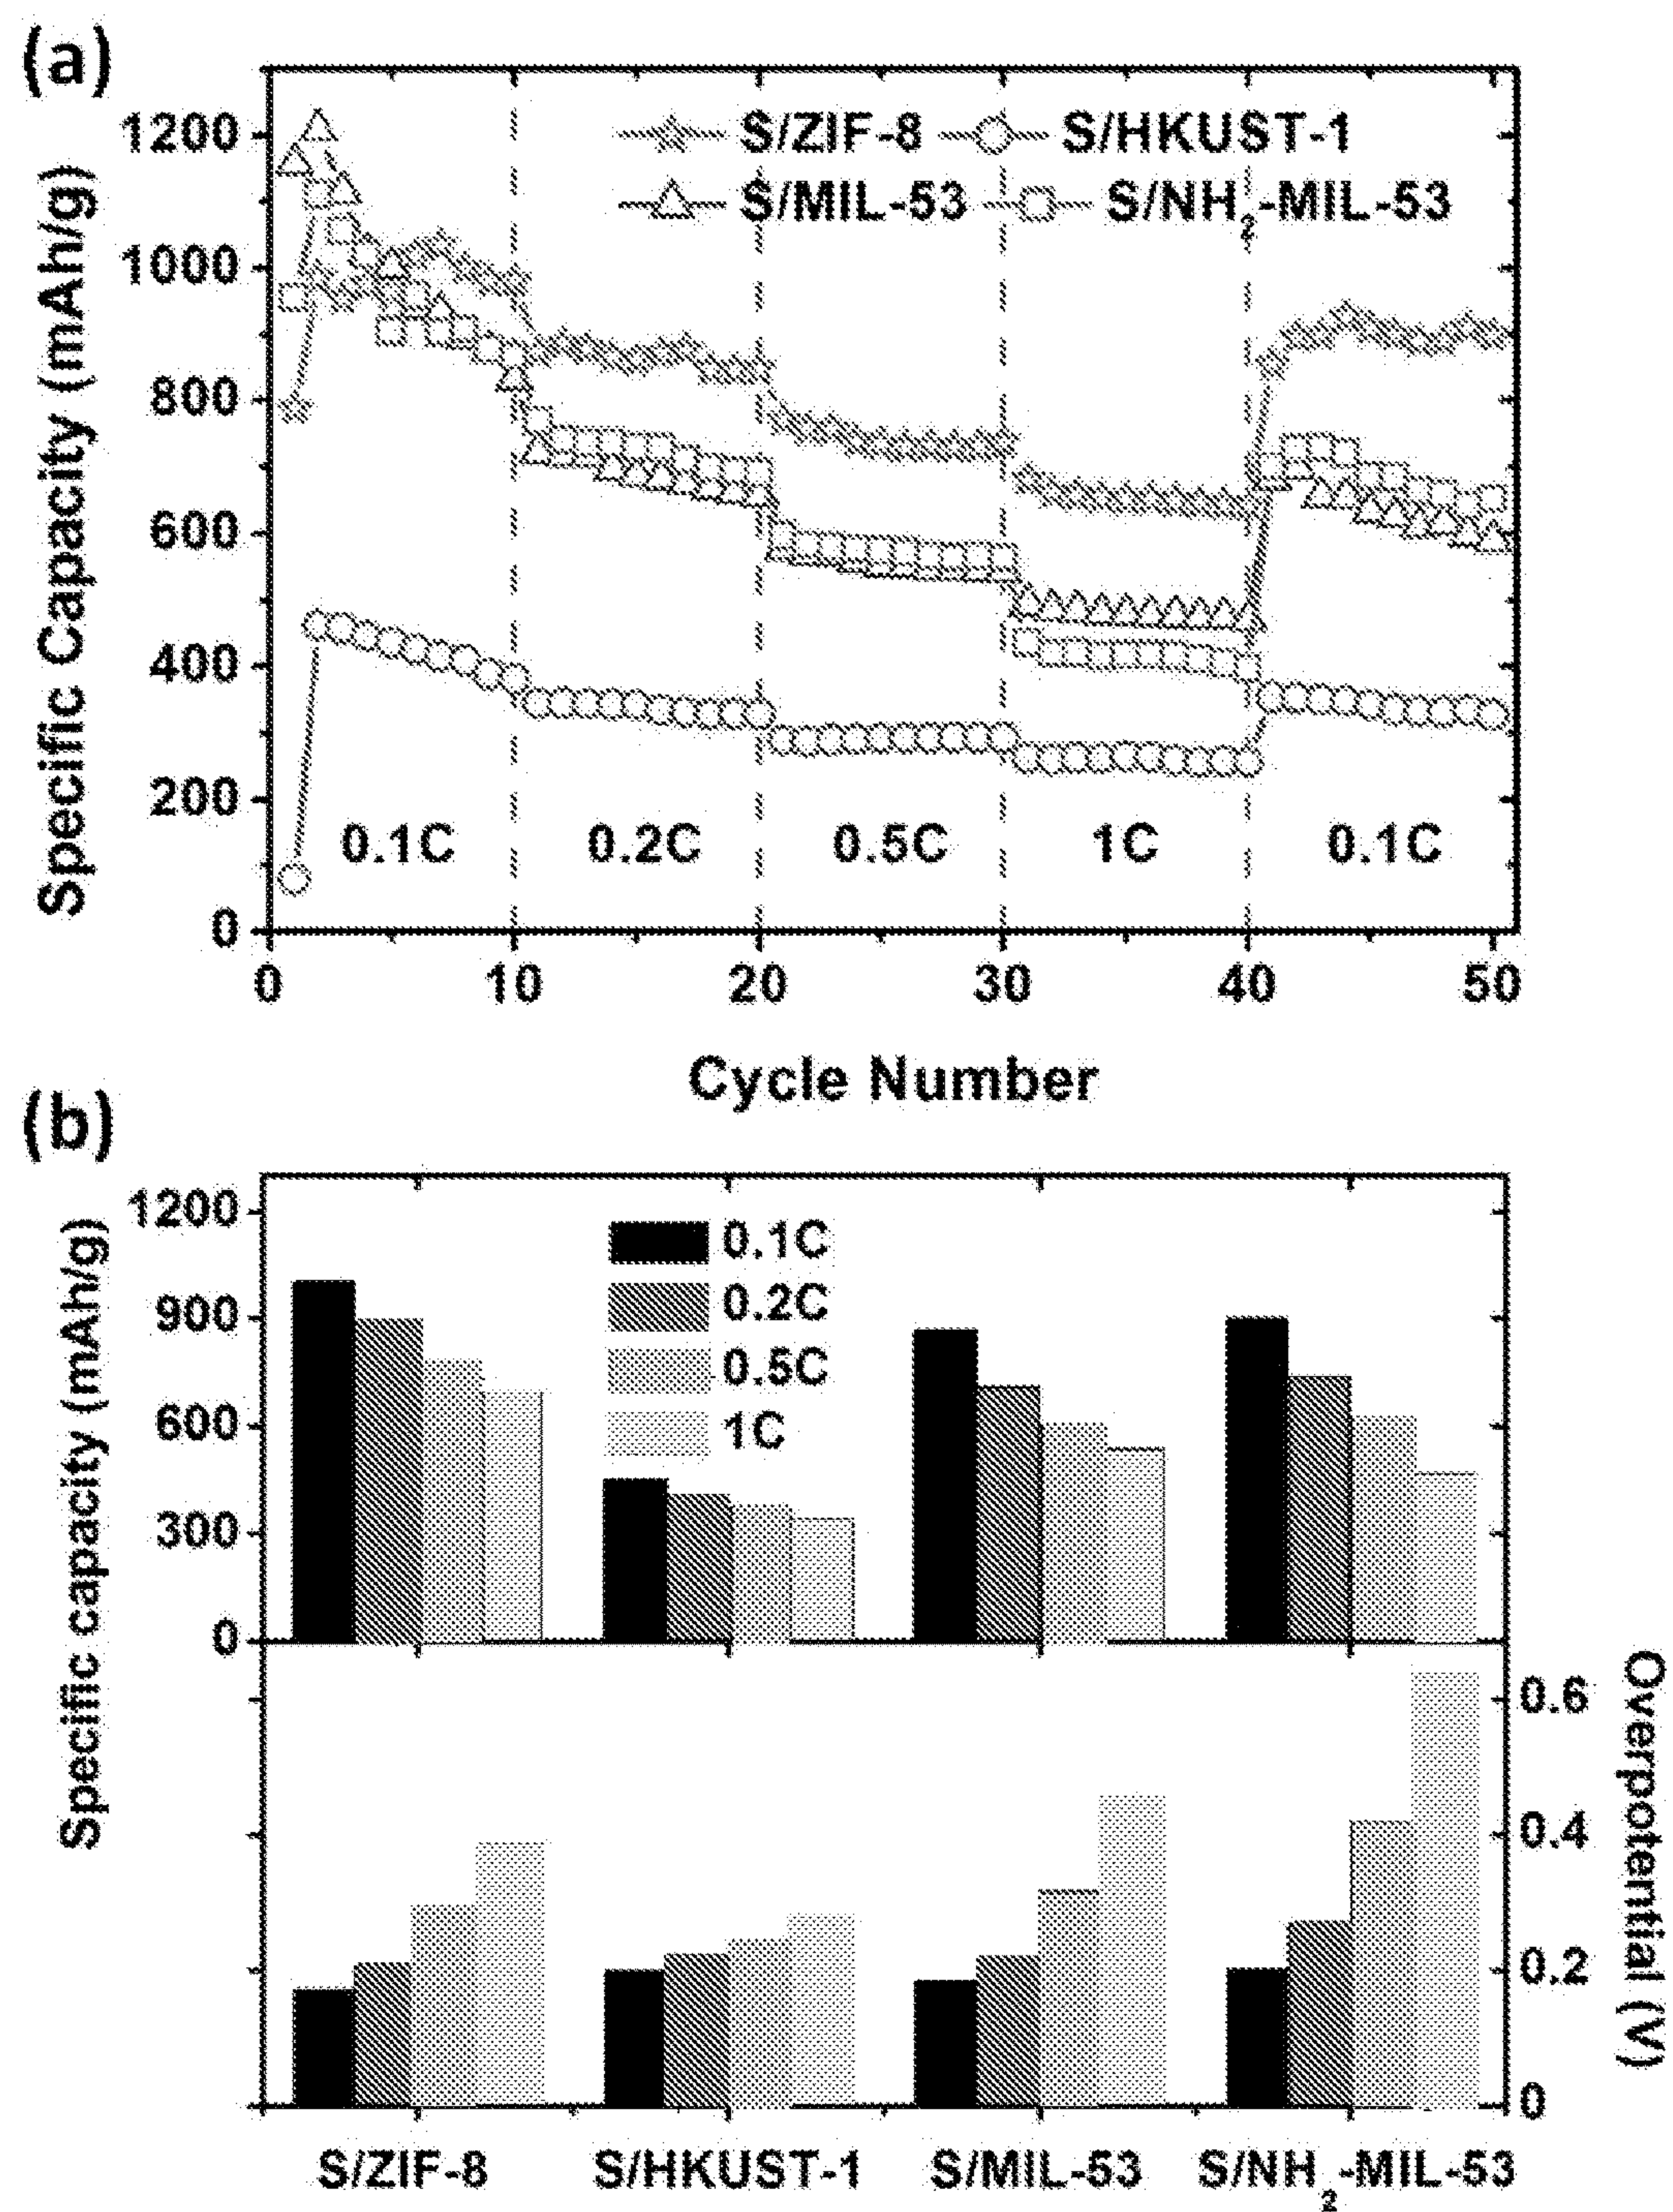 (a)
Specific Capacity (mAh/g)
1200
1000
800
600
400
200
0
S/ZIF-8 S/HKUST-1
S/MIL-53 S/NH2-MIL-53
0.1C 0.2C 0.5C 1C 0.1C
0 10 20 30 40 50
Cycle Number
(b)
Specific capacity (mAh/g)
1200
900
600
300
0
0.1C
0.2C
0.5C
1C
0.6
0.4
0.2
0
Overpotential (V)
S/ZIF-8 S/HKUST-1 S/MIL-53 S/NH2-MIL-53